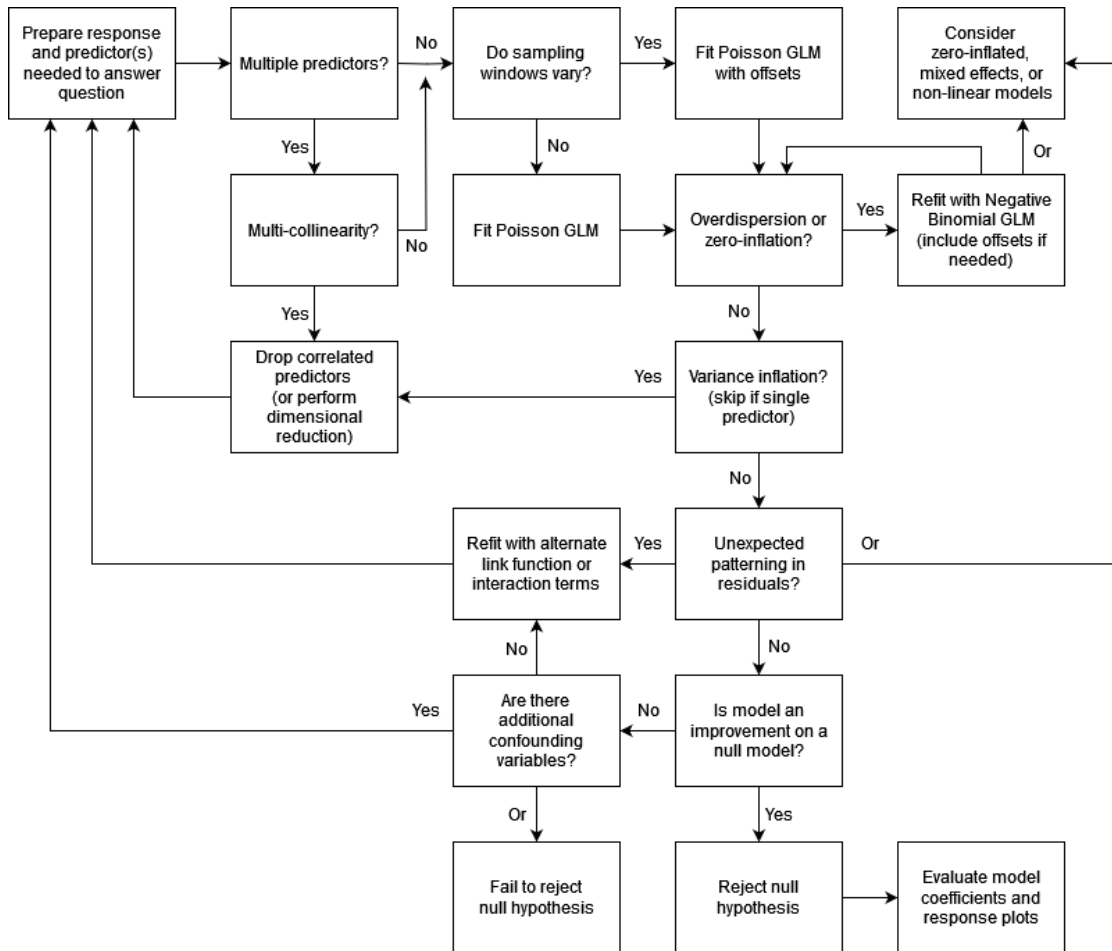 Prepare response
and predictor(s)
needed to answer
question
Multiple predictors?
No
Do sampling
windows vary?
Yes
Fit Poisson GLM
with offsets
Consider
zero-inflated,
mixed effects, or
non-linear models
Yes
No
Or
Multi-collinearity?
No
Fit Poisson GLM
Overdispersion or
zero-inflation?
Yes
Refit with Negative
Binomial GLM
(include offsets if
needed)
Yes
No
Drop correlated
predictors
(or perform
dimensional
reduction)
Yes
Variance inflation?
(skip if single
predictor)
No
Refit with alternate
link function or
interaction terms
Yes
Unexpected
patterning in
residuals?
Or
No
No
Yes
Are there
additional
confounding
variables?
No
Is model an
improvement on a
null model?
Or
Yes
Fail to reject
null hypothesis
Reject null
hypothesis
Evaluate model
coefficients and
response plots